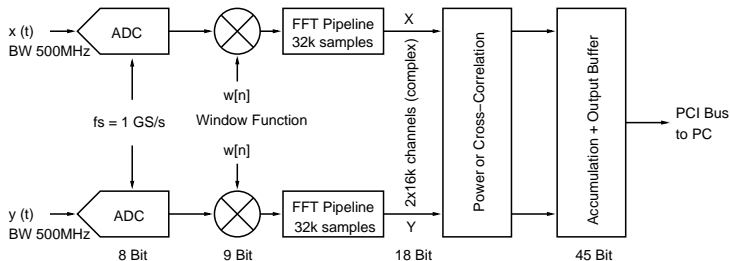 x (t)
BW 500MHz
ADC
FFT Pipeline
32k samples
X
w[n]
fs = 1 GS/s
Window Function
w[n]
2x16k channels (complex)
Power or Cross-Correlation
Accumulation + Output Buffer
PCI Bus
to PC
y (t)
BW 500MHz
ADC
FFT Pipeline
32k samples
Y
8 Bit
9 Bit
18 Bit
45 Bit